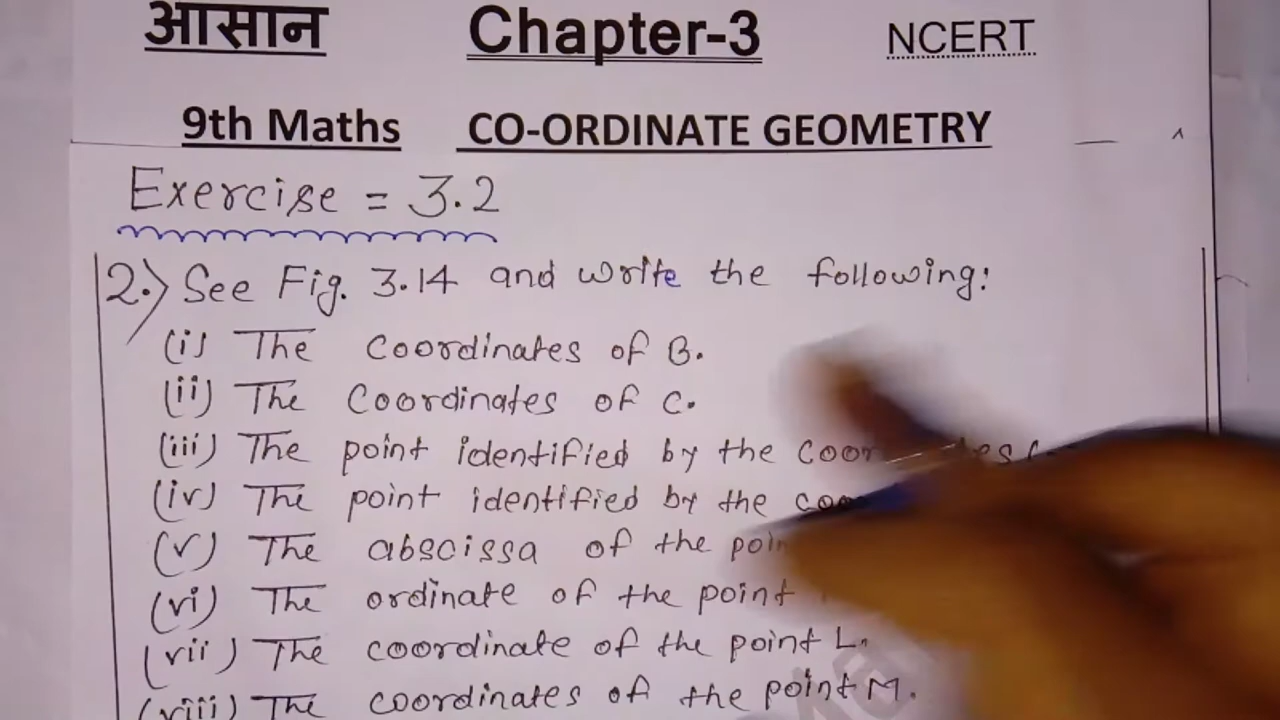 आसान Chapter-3 NCERT
9th Maths CO-ORDINATE GEOMETRY
Exercise = 3.2
2.) See Fig. 3.14 and write the following:
(i) The coordinates of B.
(ii) The Coordinates of C.
(iii) The point identified by the
(iv) The point identified by the
(v) The abscissa of the
(vi) The ordinate of the point
(vii) The coordinate of the point L.
(viii) The coordinates of the point M.